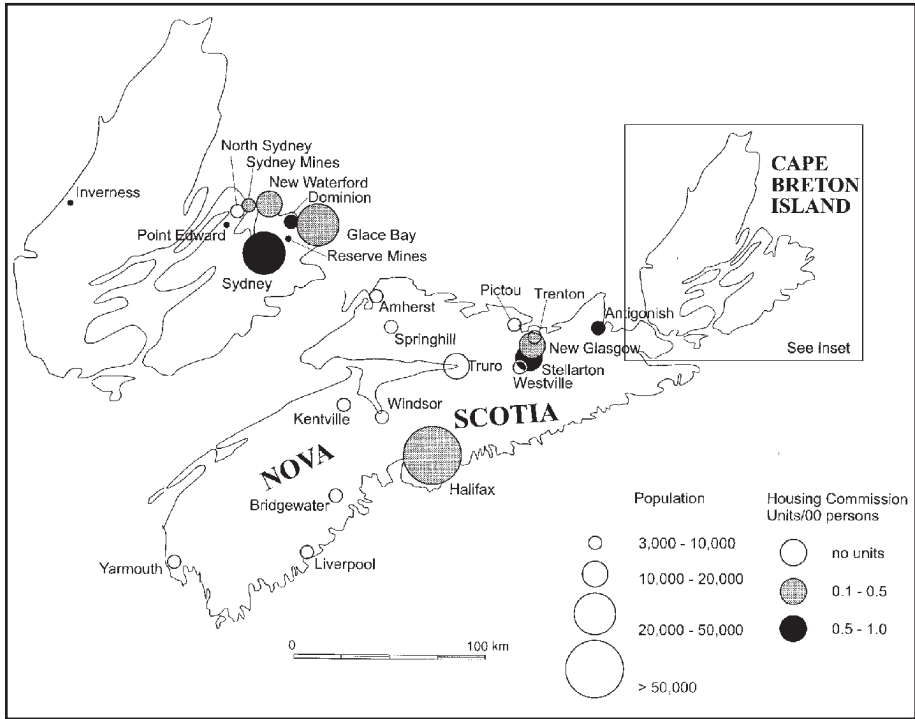 North Sydney
Sydney Mines
New Waterford
Dominion
Inverness
Point Edward
Glace Bay
Reserve Mines
Sydney
CAPE
BRETON
ISLAND
See Inset
Pictou
Trenton
Antigonish
Amherst
Springhill
New Glasgow
Truro
Stellarton
Westville
Kentville
Windsor
NOVA
SCOTIA
Halifax
Bridgewater
Yarmouth
Liverpool
0
100 km
Population
3,000 - 10,000
10,000 - 20,000
20,000 - 50,000
> 50,000
Housing Commission
Units/00 persons
no units
0.1 - 0.5
0.5 - 1.0